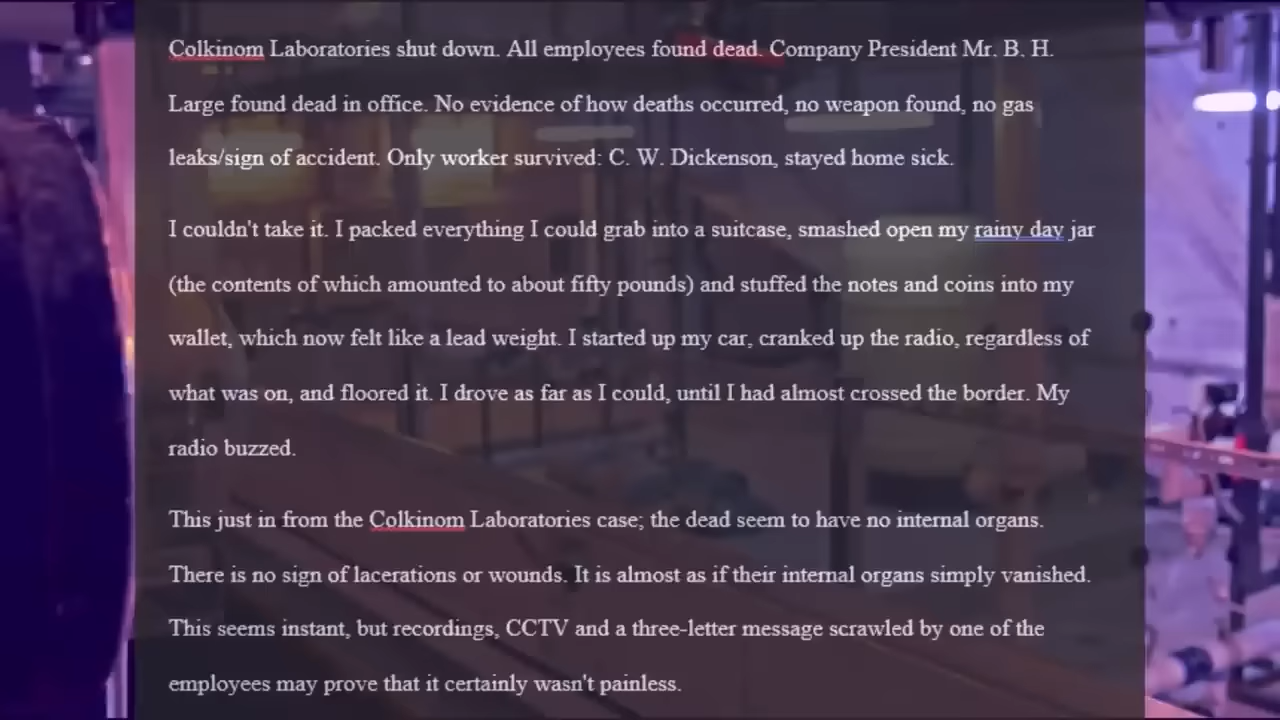 Colkinom Laboratories shut down. All employees found dead. Company President Mr. B. H.
Large found dead in office. No evidence of how deaths occurred, no weapon found, no gas
leaks/sign of accident. Only worker survived: C. W. Dickenson, stayed home sick.
I couldn't take it. I packed everything I could grab into a suitcase, smashed open my rainy day jar
(the contents of which amounted to about fifty pounds) and stuffed the notes and coins into my
wallet, which now felt like a lead weight. I started up my car, cranked up the radio, regardless of
what was on, and floored it. I drove as far as I could, until I had almost crossed the border. My
radio buzzed.
This just in from the Colkinom Laboratories case; the dead seem to have no internal organs.
There is no sign of lacerations or wounds. It is almost as if their internal organs simply vanished.
This seems instant, but recordings, CCTV and a three-letter message scrawled by one of the
employees may prove that it certainly wasn't painless.